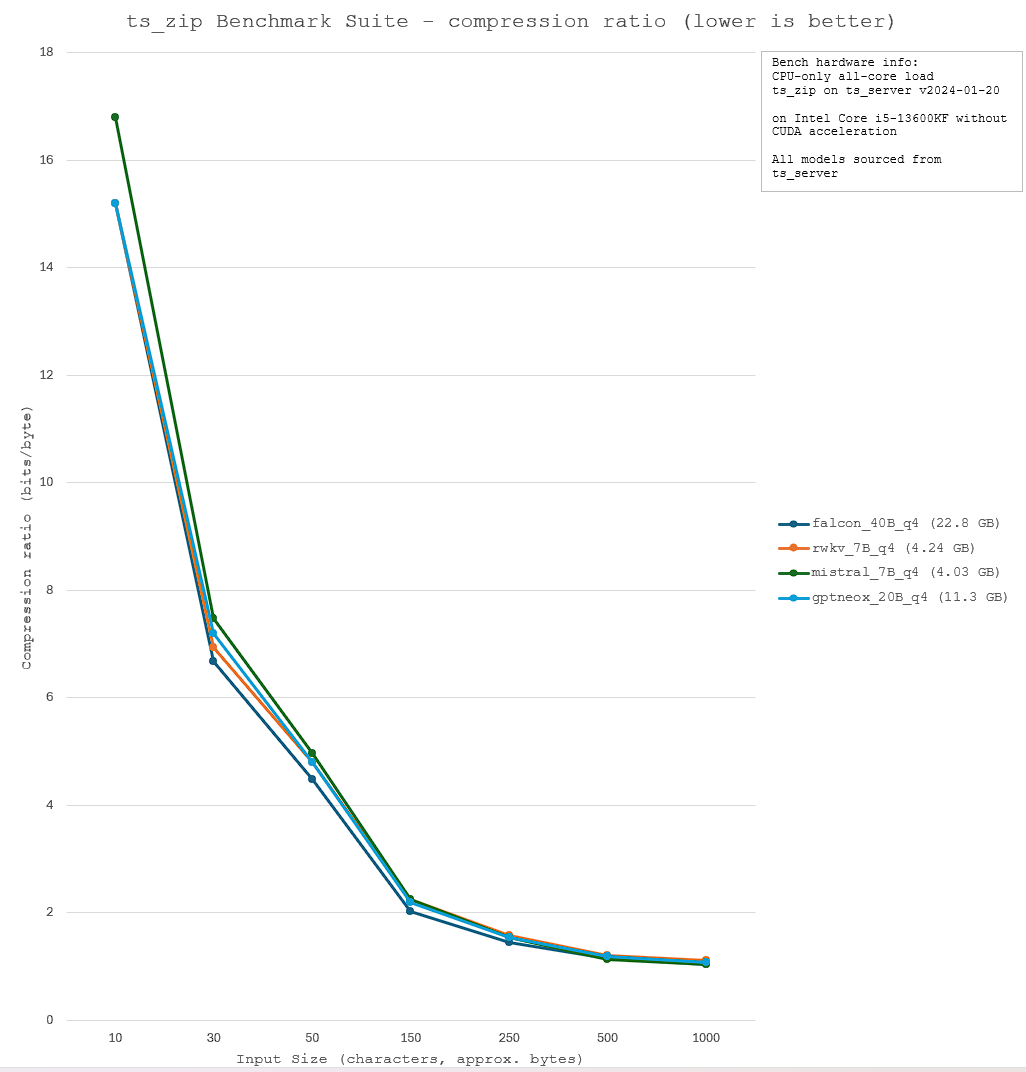 ts_zip Benchmark Suite – compression ratio (lower is better)
Bench hardware info:
CPU-only all-core load
ts_zip on ts_server v2024-01-20
on Intel Core i5-13600KF without
CUDA acceleration
All models sourced from
ts_server
Compression ratio (bits/byte)
18
16
14
12
10
8
6
4
2
0
falcon_40B_q4 (22.8 GB)
rwkv_7B_q4 (4.24 GB)
mistral_7B_q4 (4.03 GB)
gptneox_20B_q4 (11.3 GB)
10 30 50 150 250 500 1000
Input Size (characters, approx. bytes)